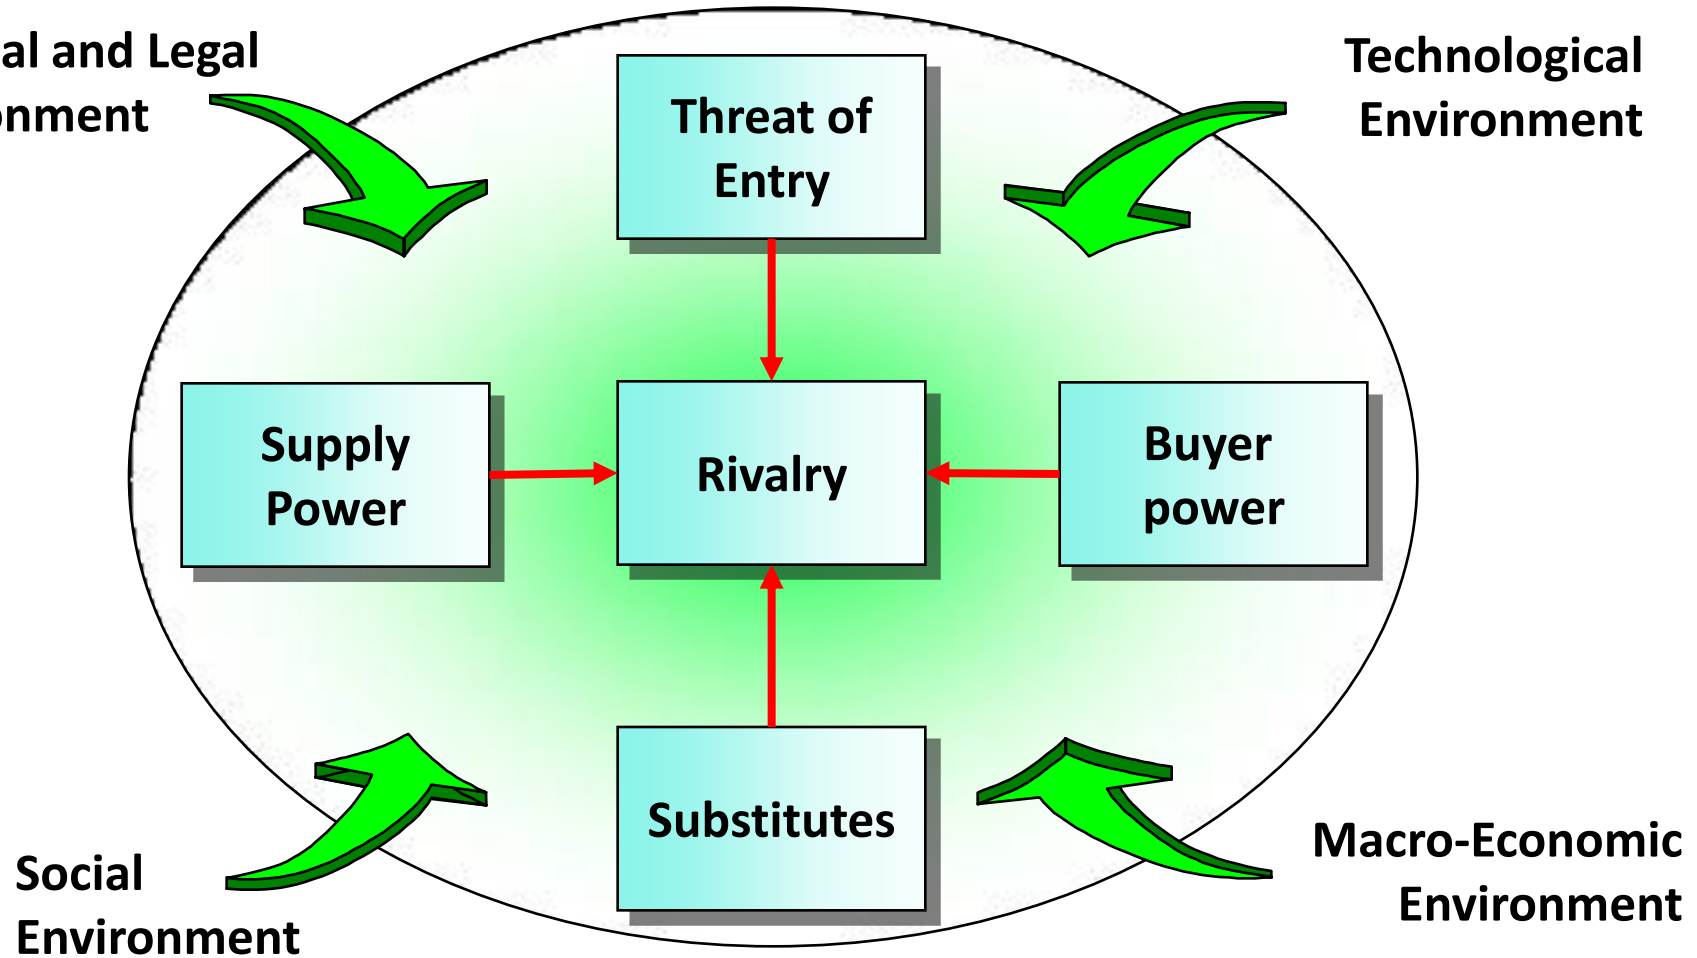 al and Legal
onment
Technological
Environment
Threat of
Entry
Supply
Power
Rivalry
Buyer
power
Substitutes
Social
Environment
Macro-Economic
Environment